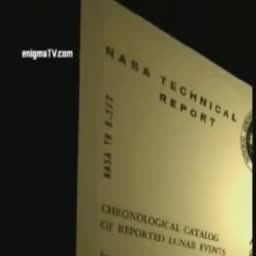 enigmaTV.com
NASA TECHNICAL
REPORT
NASA TR R-277
CHRONOLOGICAL CATALOG
OF REPORTED LUNAR EVENTS